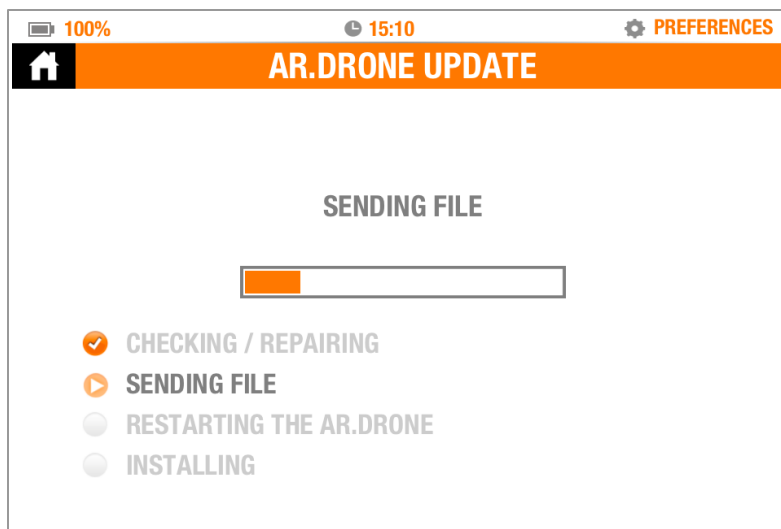 100% 15:10 PREFERENCES
AR.DRONE UPDATE
SENDING FILE
CHECKING / REPAIRING
SENDING FILE
RESTARTING THE AR.DRONE
INSTALLING